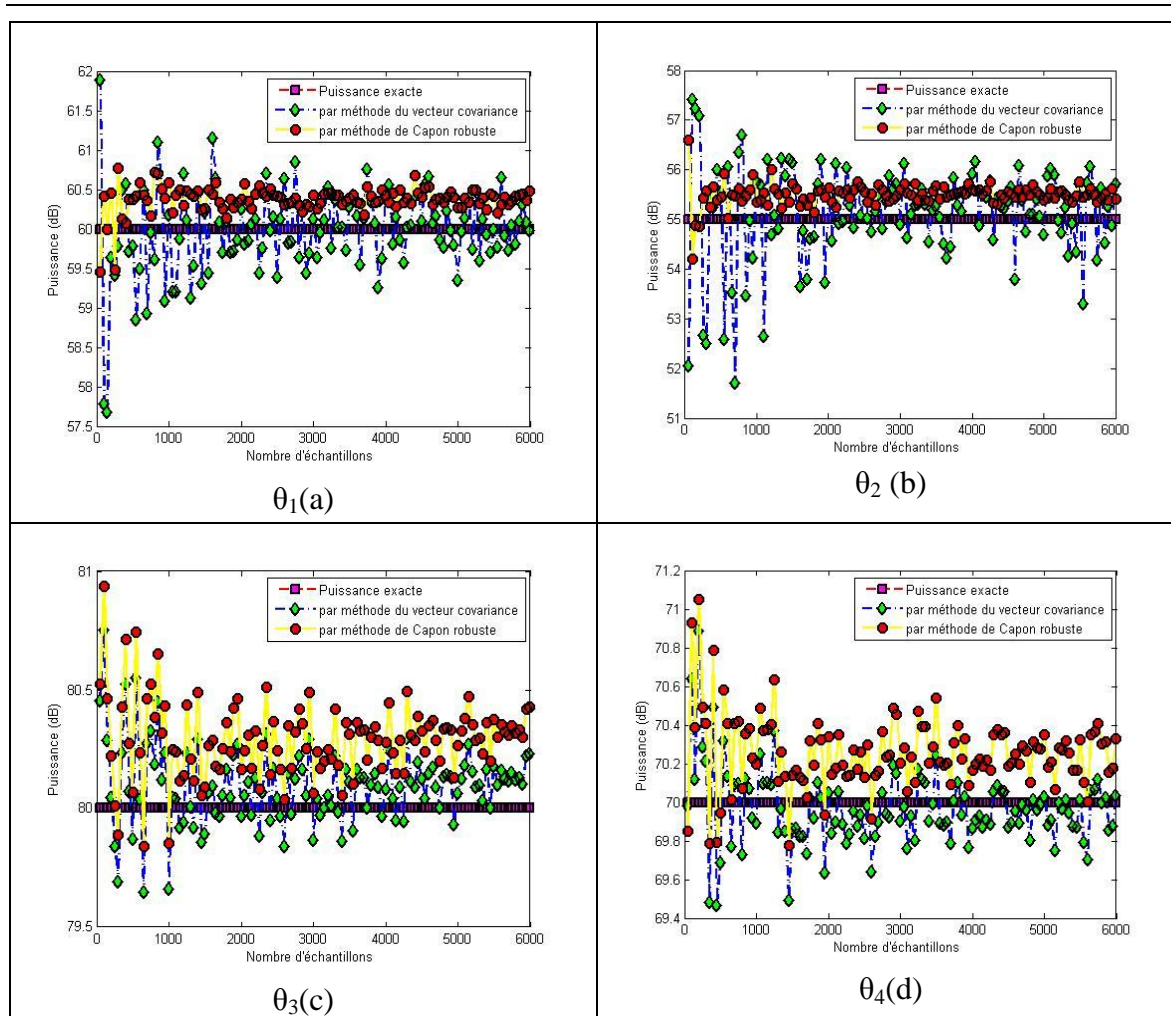 62
61.5
61
60.5
60
59.5
59
58.5
58
57.5
Puissance (dB)
Puissance exacte
par méthode du vecteur covariance
par méthode de Capon robuste
0 1000 2000 3000 4000 5000 6000
Nombre d'échantillons
θ1(a)
58
57
56
55
54
53
52
51
Puissance (dB)
Puissance exacte
par méthode du vecteur covariance
par méthode de Capon robuste
0 1000 2000 3000 4000 5000 6000
Nombre d'échantillons
θ2 (b)
81
80.5
80
79.5
Puissance (dB)
Puissance exacte
par méthode du vecteur covariance
par méthode de Capon robuste
0 1000 2000 3000 4000 5000 6000
Nombre d'échantillons
θ3(c)
71.2
71
70.8
70.6
70.4
70.2
70
69.8
69.6
69.4
Puissance (dB)
Puissance exacte
par méthode du vecteur covariance
par méthode de Capon robuste
0 1000 2000 3000 4000 5000 6000
Nombre d'échantillons
θ4(d)